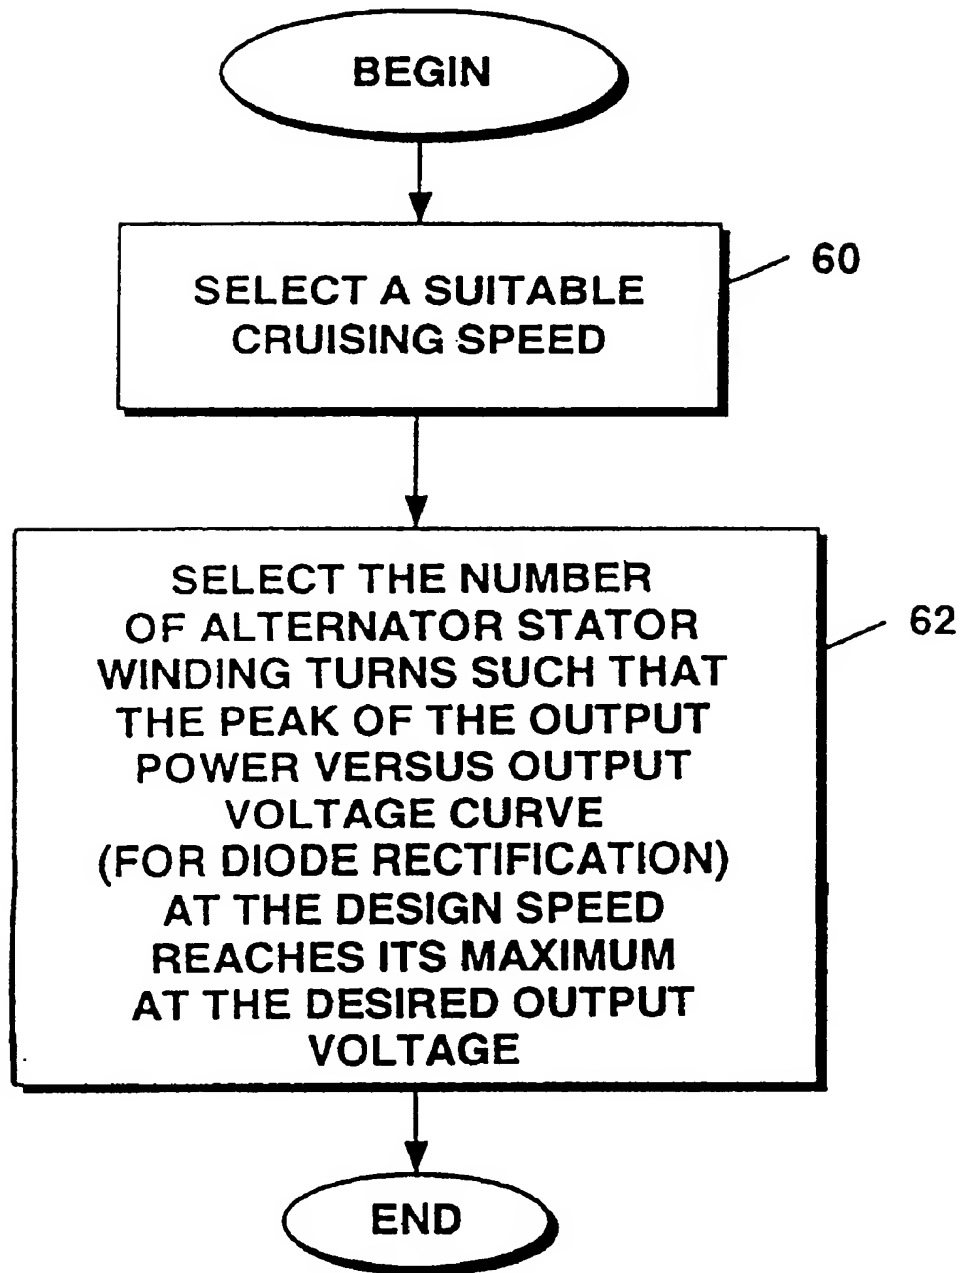 BEGIN
SELECT A SUITABLE
CRUISING SPEED
60
SELECT THE NUMBER
OF ALTERNATOR STATOR
WINDING TURNS SUCH THAT
THE PEAK OF THE OUTPUT
POWER VERSUS OUTPUT
VOLTAGE CURVE
(FOR DIODE RECTIFICATION)
AT THE DESIGN SPEED
REACHES ITS MAXIMUM
AT THE DESIRED OUTPUT
VOLTAGE
62
END